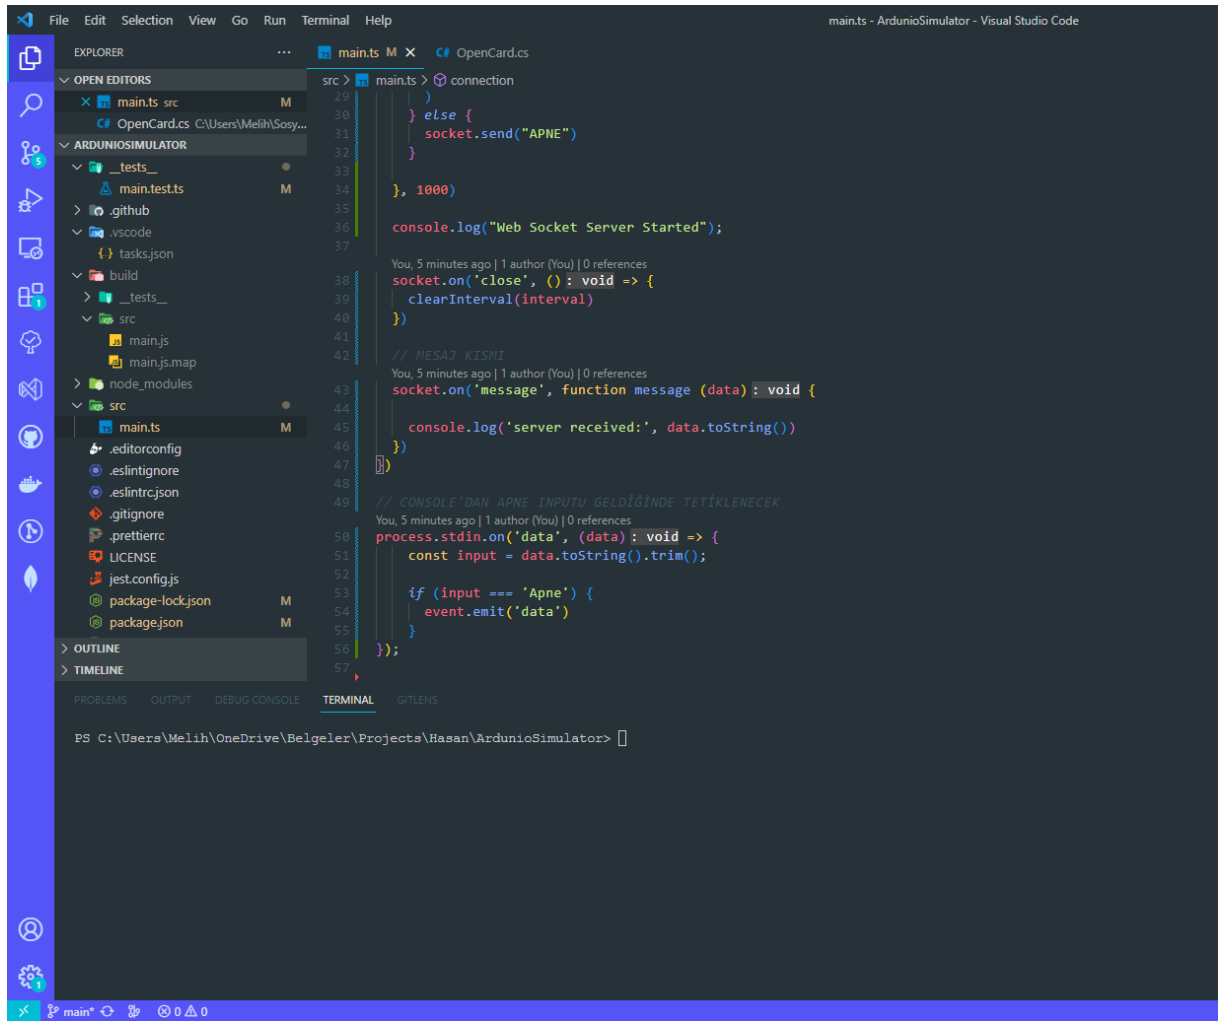 File Edit Selection View Go Run Terminal Help
main.ts - ArdunioSimulator - Visual Studio Code
EXPLORER ...
OPEN EDITORS
main.ts src M
OpenCard.cs C:\Users\Melih\Sosy...
ARDUNIOSIMULATOR
__tests__
main.test.ts M
.github
.vscode
tasks.json
build
__tests__
src
main.js
main.js.map
node_modules
src
main.ts M
.editorconfig
.eslintignore
.eslintrc.json
.gitignore
.prettierrc
LICENSE
jest.config.js
package-lock.json M
package.json M
OUTLINE
TIMELINE
main.ts M
OpenCard.cs
src > main.ts > connection
29 )
30 } else {
31 socket.send("APNE")
32 }
33
34 }, 1000)
35
36 console.log("Web Socket Server Started");
37
You, 5 minutes ago | 1 author (You) | 0 references
38 socket.on('close', () : void => {
39 clearInterval(interval)
40 })
41
42 // MESAJ KISMI
You, 5 minutes ago | 1 author (You) | 0 references
43 socket.on('message', function message (data) : void {
44
45 console.log('server received:', data.toString())
46 })
47 })
48
49 // CONSOLE'DAN APNE INPUTU GELDİĞİNDE TETİKLENECEK
You, 5 minutes ago | 1 author (You) | 0 references
50 process.stdin.on('data', (data) : void => {
51 const input = data.toString().trim();
52
53 if (input === 'Apne') {
54 event.emit('data')
55 }
56 });
57
PROBLEMS OUTPUT DEBUG CONSOLE TERMINAL GITLENS
PS C:\Users\Melih\OneDrive\Belgeler\Projects\Hasan\ArdunioSimulator>
main* 0 0